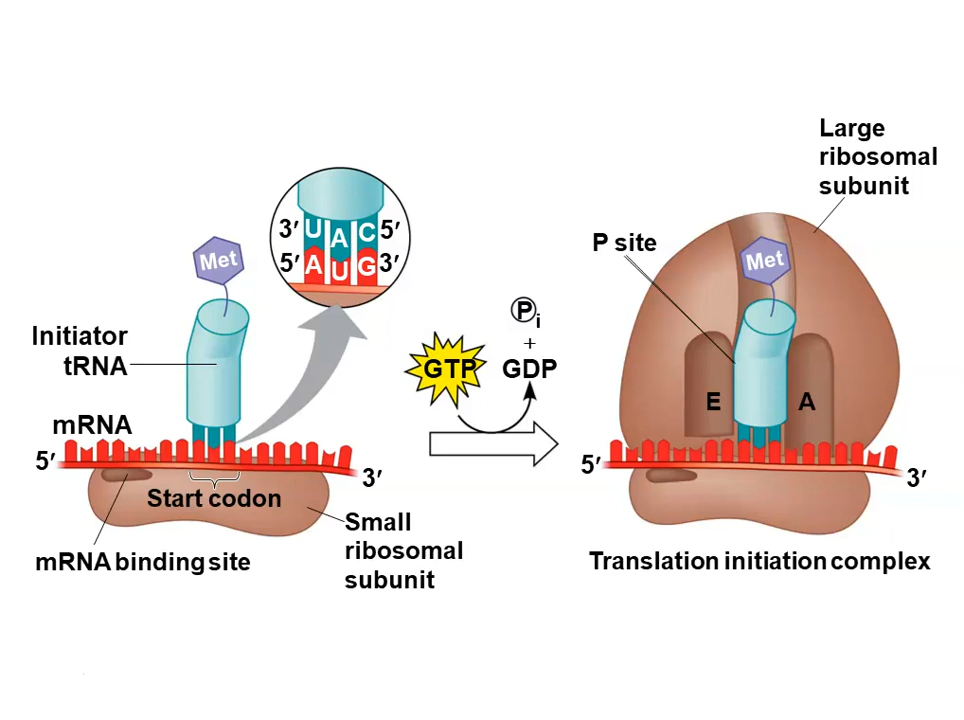 Large
ribosomal
subunit
3′ U A C 5′
5′ A U G 3′
P site
Met
Met
Initiator
tRNA
Pi
+
GTP
GDP
E
A
mRNA
5′
3′
5′
3′
Start codon
Small
ribosomal
subunit
mRNA binding site
Translation initiation complex